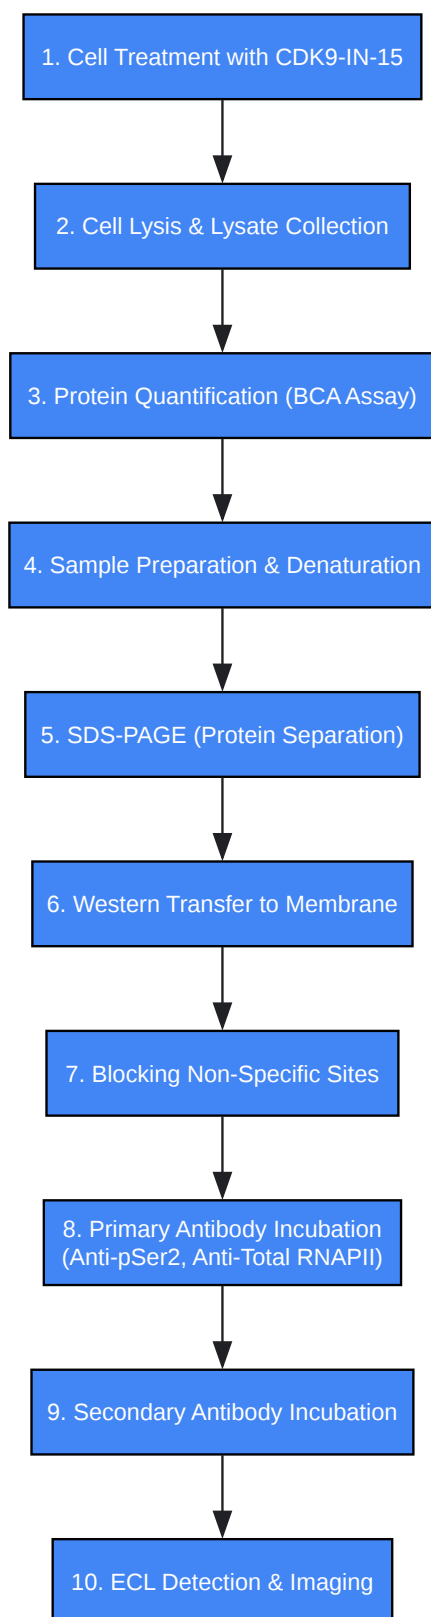 1. Cell Treatment with CDK9-IN-15
2. Cell Lysis & Lysate Collection
3. Protein Quantification (BCA Assay)
4. Sample Preparation & Denaturation
5. SDS-PAGE (Protein Separation)
6. Western Transfer to Membrane
7. Blocking Non-Specific Sites
8. Primary Antibody Incubation
(Anti-pSer2, Anti-Total RNAPII)
9. Secondary Antibody Incubation
10. ECL Detection & Imaging